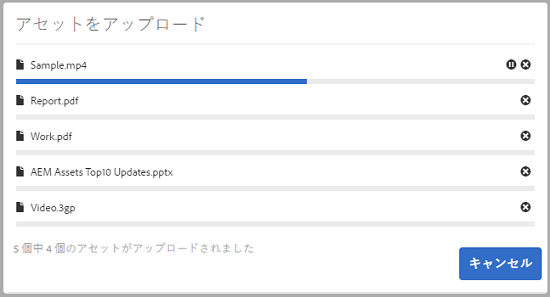 アセットをアップロード
Sample.mp4
Report.pdf
Work.pdf
AEM Assets Top10 Updates.pptx
Video.3gp
5 個中 4 個のアセットがアップロードされました
キャンセル